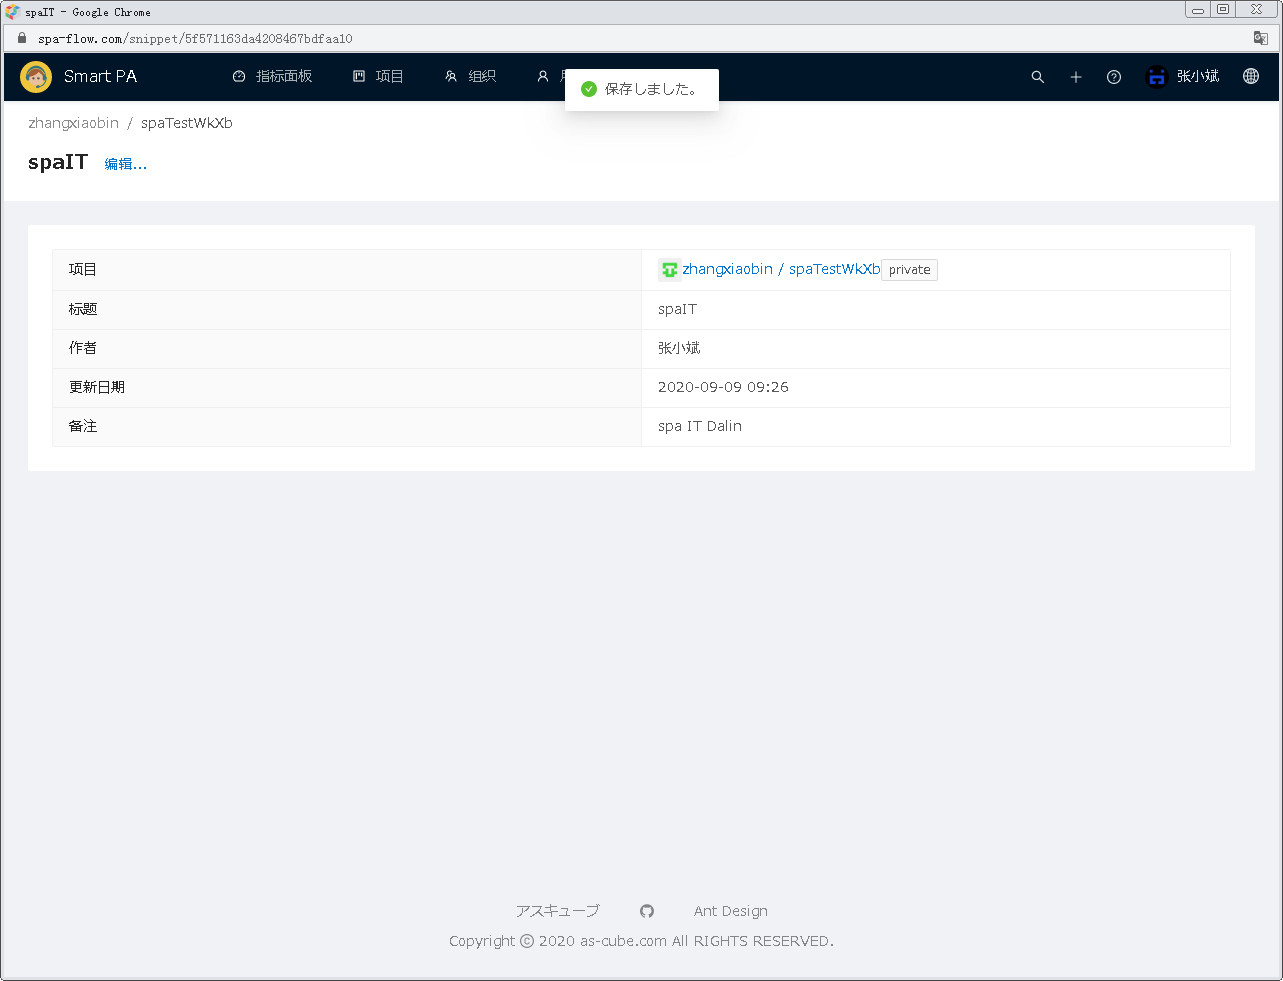 spaIT - Google Chrome
spa-flow.com/snippet/5f571163da4208467bdfaa10
Smart PA 指标面板 项目 组织 张小斌
保存しました。
zhangxiaobin / spaTestWkXb
spaIT 编辑...
项目 zhangxiaobin / spaTestWkXb private
标题 spaIT
作者 张小斌
更新日期 2020-09-09 09:26
备注 spa IT Dalin
アスキューブ Ant Design
Copyright © 2020 as-cube.com All RIGHTS RESERVED.